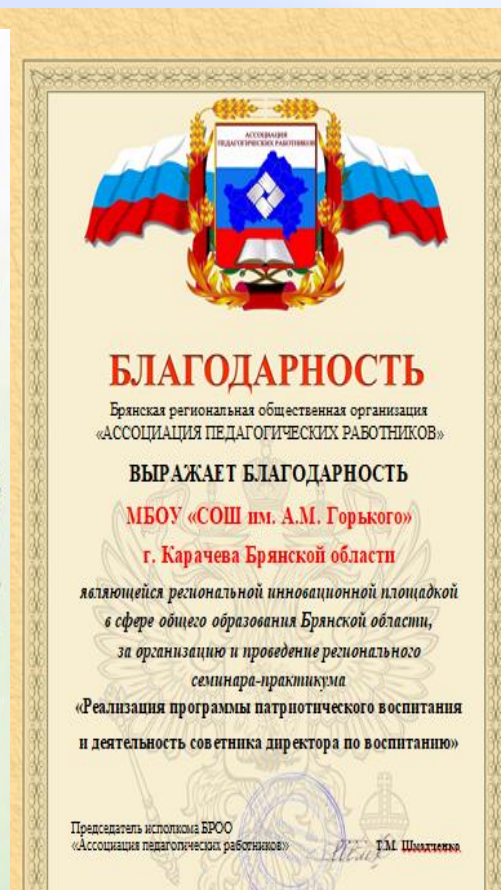 АССОЦИАЦИЯ
ПЕДАГОГИЧЕСКИХ РАБОТНИКОВ
БЛАГОДАРНОСТЬ
Брянская региональная общественная организация
«АССОЦИАЦИЯ ПЕДАГОГИЧЕСКИХ РАБОТНИКОВ»
ВЫРАЖАЕТ БЛАГОДАРНОСТЬ
МБОУ «СОШ им. А.М. Горького»
г. Карачева Брянской области
являющейся региональной инновационной площадкой
в сфере общего образования Брянской области,
за организацию и проведение регионального
семинара-практикума
«Реализация программы патриотического воспитания
и деятельность советника директора по воспитанию»
Председатель исполкома БРОО
«Ассоциация педагогических работников» Т.М.